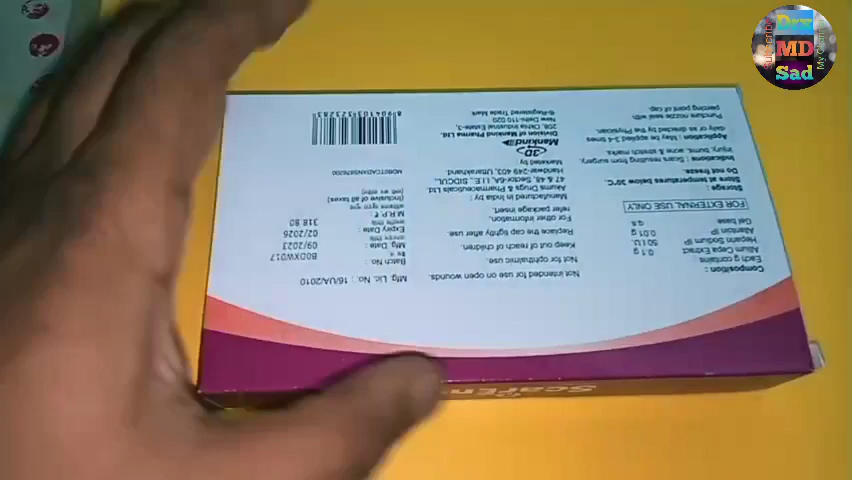 Composition :
Each g contains :
Allium Cepa Extract 0.1 g
Heparin Sodium IP 50 I.U.
Allantoin IP 0.01 g
Gel base q.s
FOR EXTERNAL USE ONLY
Storage :
Store at temperatures below 30°C.
Do not freeze.
Indications : Scars resulting from surgery,
injury, acne, burns & stretch marks
Application : May be applied 3-4 times
daily or as directed by the Physician.
Puncture nozzle seal with
piercing point of cap
Not intended for use on open wounds.
Not for ophthalmic use.
Keep out of reach of children.
Replace the cap tightly after use.
For other information,
refer package insert.
Manufactured in India by :
Akums Drugs & Pharmaceuticals Ltd
47 & 48, Sector-6A, I.I.E., SIDCUL,
Haridwar-249 403, Uttarakhand
Marketed by
Mankind
Division of Mankind Pharma Limited
208, Okhla Industrial Estate-3,
New Delhi-110 020
®-Registered Trade Mark
Mfg. Lic. No. : 16/UA/2010
Batch No. : BDDXW017
Mfg. Date : 09/2023
Expiry Date : 02/2026
M.R.P.₹ 318.80
(Inclusive of all taxes)
8904103523283
Subscribe
Drx
MD
Sad
My Channel